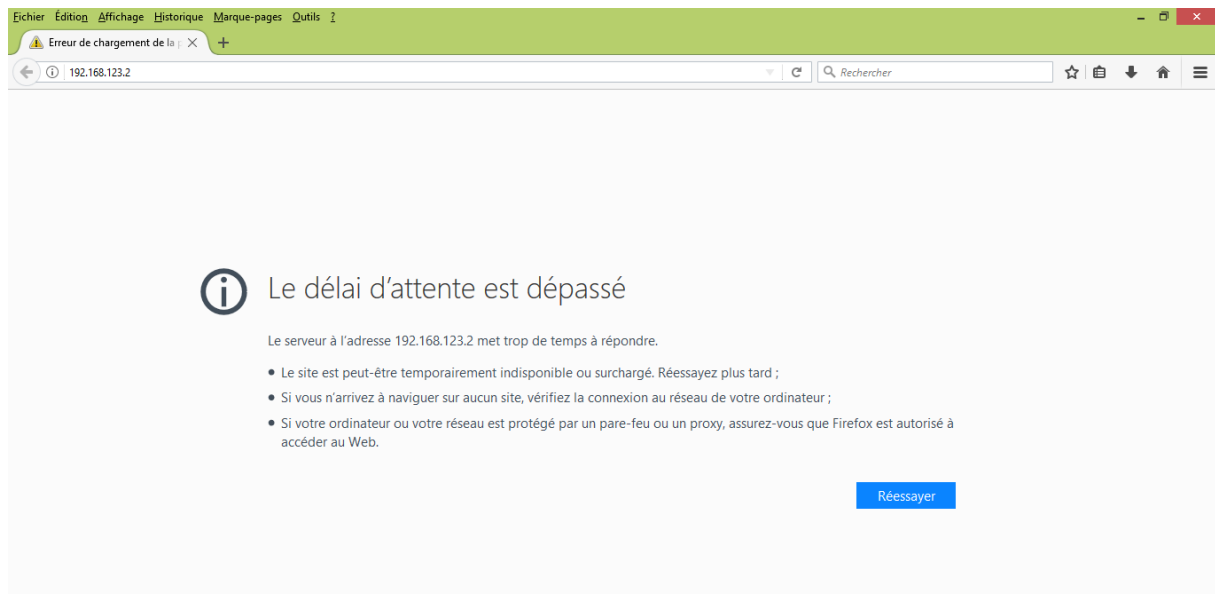 Fichier Édition Affichage Historique Marque-pages Outils ?
Erreur de chargement de la p
192.168.123.2 Rechercher
Le délai d’attente est dépassé
Le serveur à l’adresse 192.168.123.2 met trop de temps à répondre.
Le site est peut-être temporairement indisponible ou surchargé. Réessayez plus tard ;
Si vous n’arrivez à naviguer sur aucun site, vérifiez la connexion au réseau de votre ordinateur ;
Si votre ordinateur ou votre réseau est protégé par un pare-feu ou un proxy, assurez-vous que Firefox est autorisé à
accéder au Web.
Réessayer